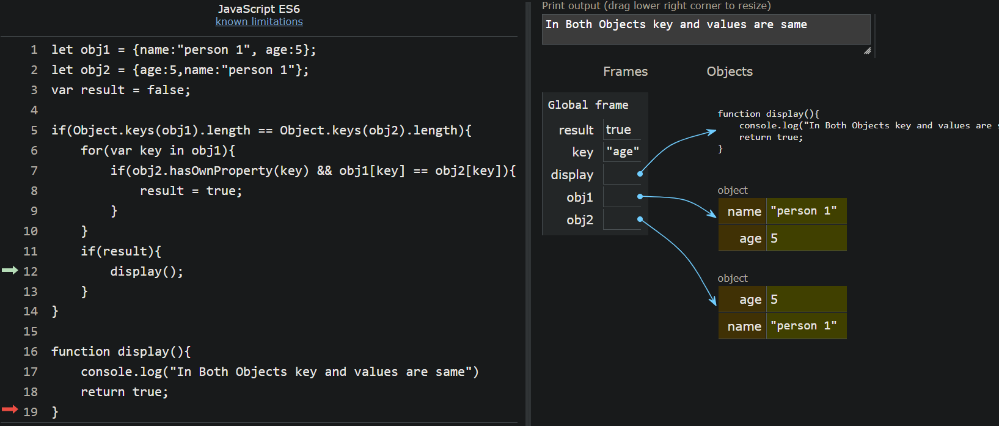 JavaScript ES6
known limitations
1 let obj1 = {name:"person 1", age:5};
2 let obj2 = {age:5,name:"person 1"};
3 var result = false;
4
5 if(Object.keys(obj1).length == Object.keys(obj2).length){
6     for(var key in obj1){
7         if(obj2.hasOwnProperty(key) && obj1[key] == obj2[key]){
8             result = true;
9         }
10     }
11     if(result){
12         display();
13     }
14 }
15
16 function display(){
17     console.log("In Both Objects key and values are same")
18     return true;
19 }
Print output (drag lower right corner to resize)
In Both Objects key and values are same
Frames
Objects
Global frame
result true
key "age"
display
obj1
obj2
function display(){
    console.log("In Both Objects key and values are
    return true;
}
object
name "person 1"
age 5
object
age 5
name "person 1"